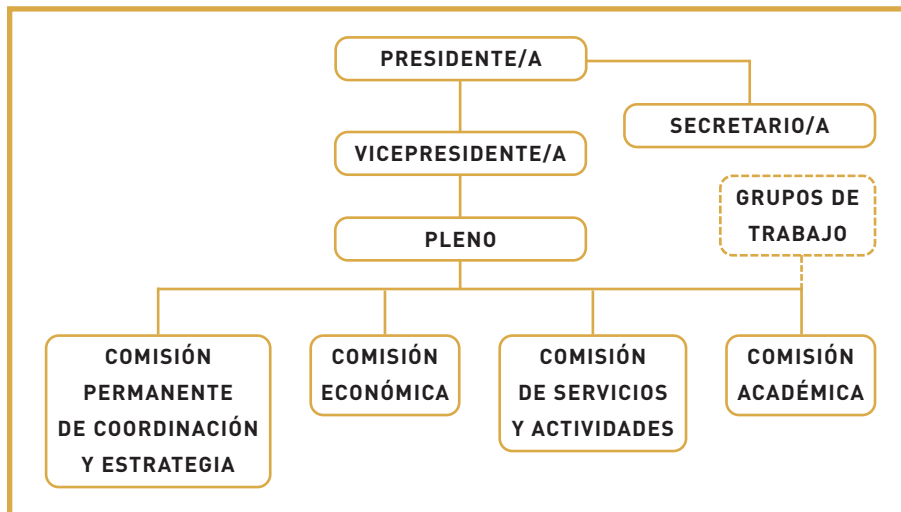 PRESIDENTE/A
SECRETARIO/A
VICEPRESIDENTE/A
GRUPOS DE
TRABAJO
PLENO
COMISIÓN
PERMANENTE
DE COORDINACIÓN
Y ESTRATEGIA
COMISIÓN
ECONÓMICA
COMISIÓN
DE SERVICIOS
Y ACTIVIDADES
COMISIÓN
ACADÉMICA